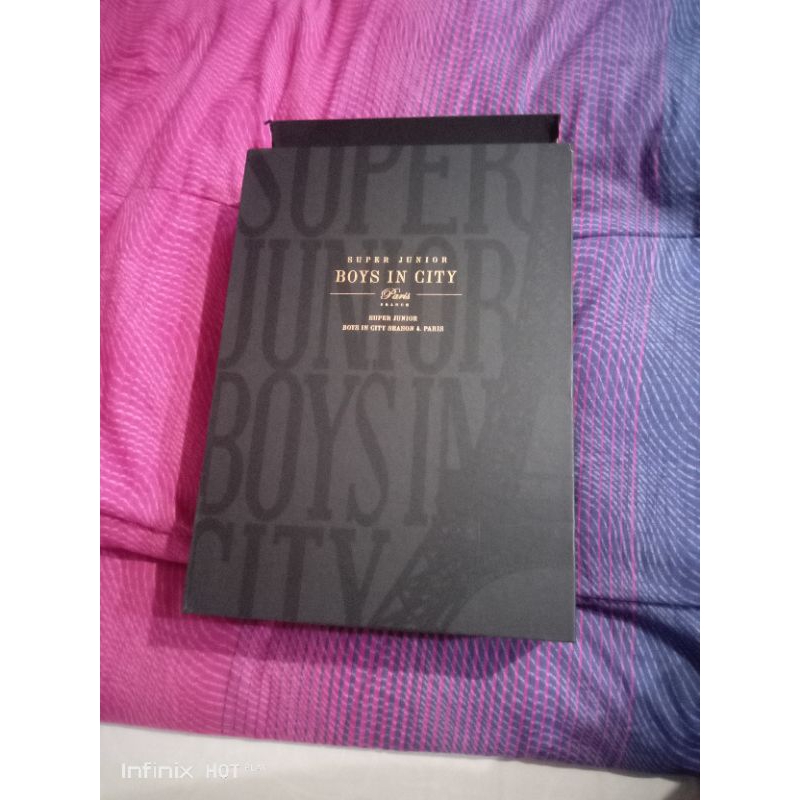 SUPER
JUNIOR
BOYS IN
CITY
SUPER JUNIOR
BOYS IN CITY
Paris
SUPER JUNIOR
BOYS IN CITY SEASON 4. PARIS
Infinix HOT